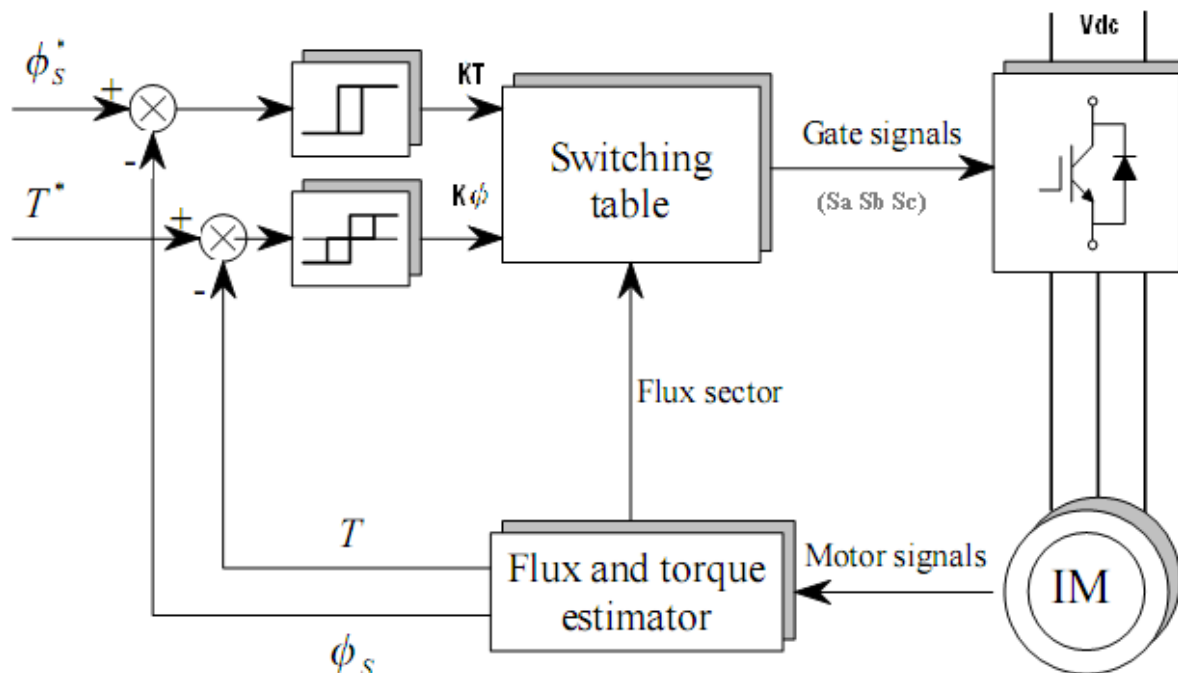 Vdc
ϕS*
+
-
KT
T*
+
-
Kϕ
Switching
table
Gate signals
(Sa Sb Sc)
Flux sector
T
ϕS
Flux and torque
estimator
Motor signals
IM